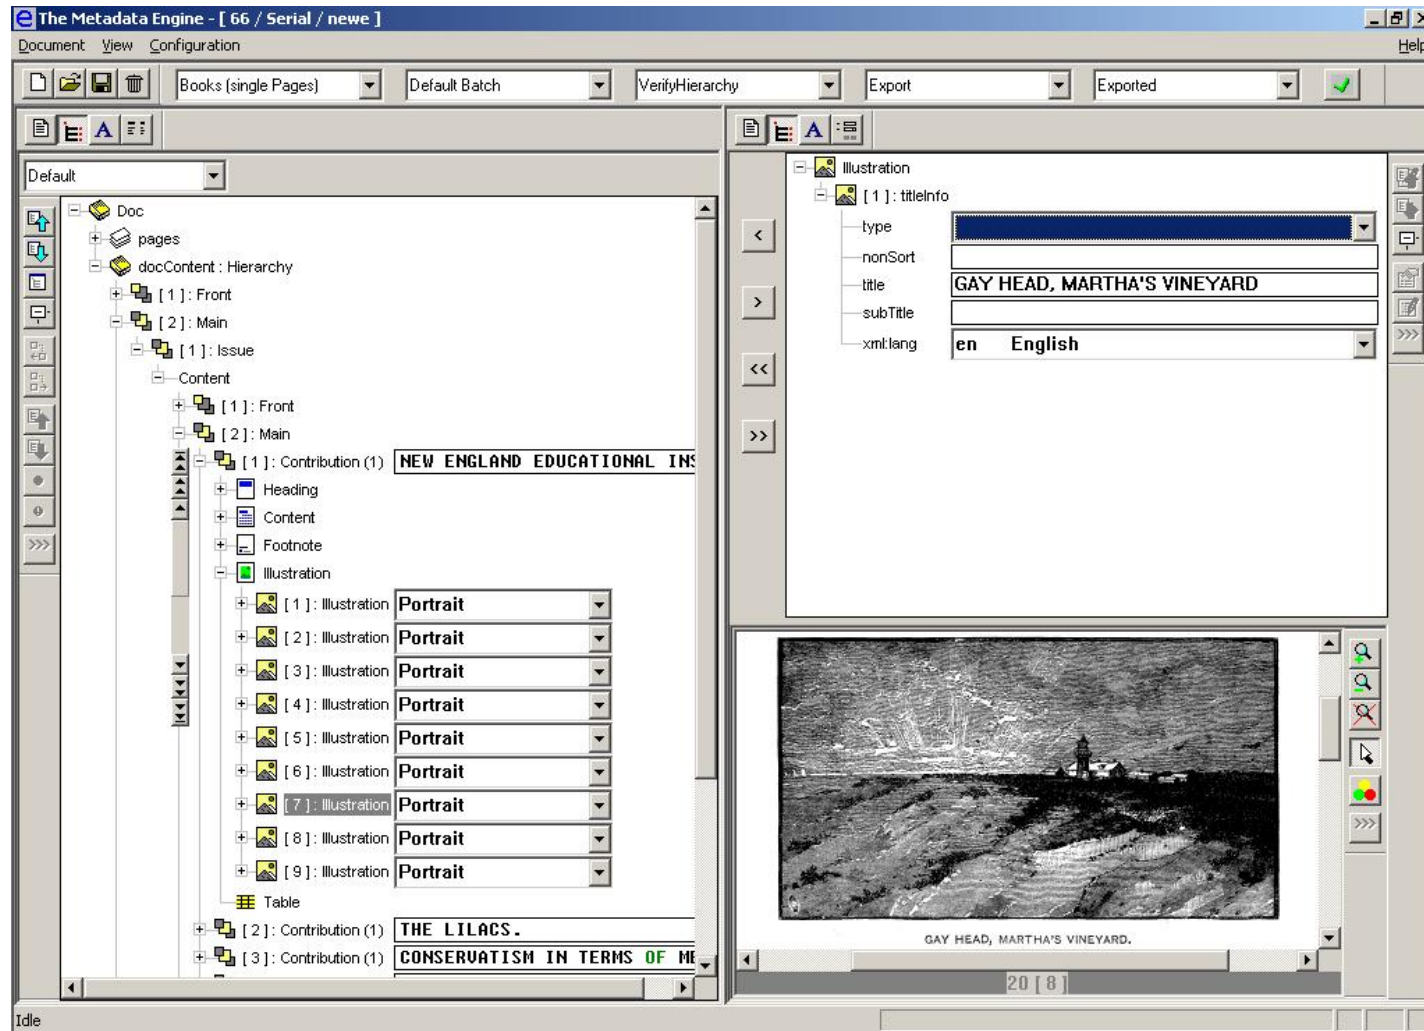 The Metadata Engine - [ 66 / Serial / newe ]
Document View Configuration Help
Books (single Pages) Default Batch VerifyHierarchy Export Exported
Default
Doc
pages
docContent : Hierarchy
[ 1 ] : Front
[ 2 ] : Main
[ 1 ] : Issue
Content
[ 1 ] : Front
[ 2 ] : Main
[ 1 ] : Contribution (1) NEW ENGLAND EDUCATIONAL INS
Heading
Content
Footnote
Illustration
[ 1 ] : Illustration Portrait
[ 2 ] : Illustration Portrait
[ 3 ] : Illustration Portrait
[ 4 ] : Illustration Portrait
[ 5 ] : Illustration Portrait
[ 6 ] : Illustration Portrait
[ 7 ] : Illustration Portrait
[ 8 ] : Illustration Portrait
[ 9 ] : Illustration Portrait
Table
[ 2 ] : Contribution (1) THE LILACS.
[ 3 ] : Contribution (1) CONSERVATISM IN TERMS OF ME
Illustration
[ 1 ] : titleInfo
type
nonSort
title GAY HEAD, MARTHA'S VINEYARD
subTitle
xml:lang en English
<
>
<<
>>
>>>
>>>
>>>
GAY HEAD, MARTHA'S VINEYARD.
20 [ 8 ]
Idle